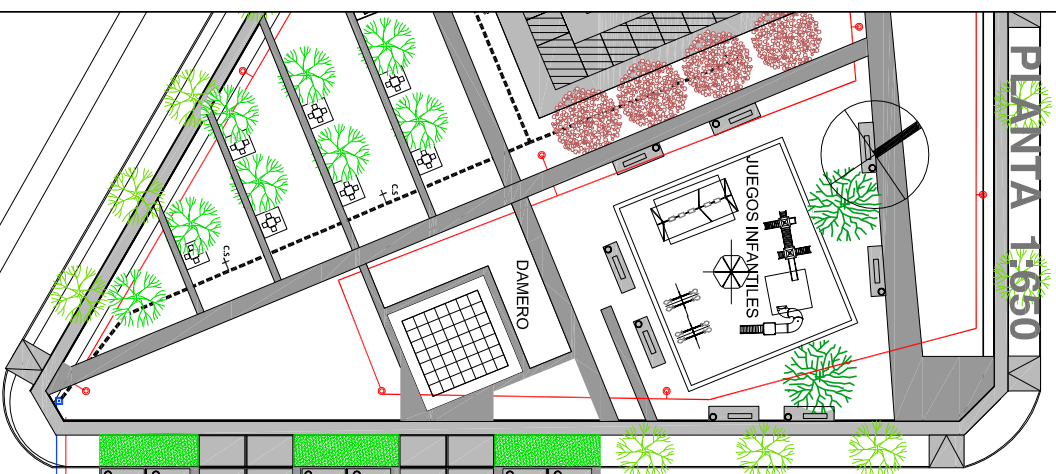 PLANTA 1:650
JUEGOS INFANTILES
DAMERO
C.S
C.S